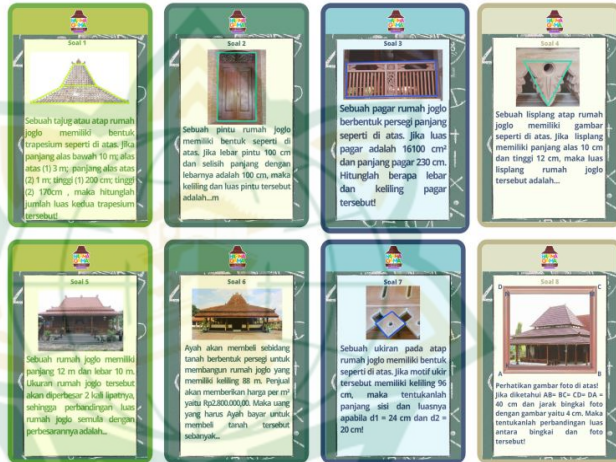 Soal 1
Sebuah tajug atau atap rumah
joglo memiliki bentuk
trapesium seperti di atas. Jika
panjang alas bawah 10 m; alas
atas (1) 3 m; panjang alas atas
(2) 1 m; tinggi (1) 200 cm; tinggi
(2) 170cm , maka hitunglah
jumlah luas kedua trapesium
tersebut!
Soal 2
Sebuah pintu rumah joglo
memiliki bentuk seperti di
atas. Jika lebar pintu 100 cm
dan selisih panjang dengan
lebarnya adalah 100 cm, maka
keliling dan luas pintu tersebut
adalah...m
Soal 3
Sebuah pagar rumah joglo
berbentuk persegi panjang
seperti di atas. Jika luas
pagar adalah 16100 cm²
dan panjang pagar 230 cm.
Hitunglah berapa lebar
dan keliling pagar
tersebut!
Soal 4
Sebuah lisplang atap rumah
joglo memiliki gambar
seperti di atas. Jika lisplang
memiliki panjang alas 10 cm
dan tinggi 12 cm, maka luas
lisplang rumah joglo
tersebut adalah...
Soal 5
Sebuah rumah joglo memiliki
panjang 12 m dan lebar 10 m.
Ukuran rumah joglo tersebut
akan diperbesar 2 kali lipatnya,
sehingga perbandingan luas
rumah joglo semula dengan
perbesarannya adalah...
Soal 6
Ayah akan membeli sebidang
tanah berbentuk persegi untuk
membangun rumah joglo yang
memiliki keliling 88 m. Penjual
akan memberikan harga per m²
yaitu Rp2.800.000,00. Maka uang
yang harus Ayah bayar untuk
membeli tanah tersebut
sebanyak...
Soal 7
Sebuah ukiran pada atap
rumah joglo memiliki bentuk
seperti di atas. Jika motif ukir
tersebut memiliki keliling 96
cm, maka tentukanlah
panjang sisi dan luasnya
apabila d1 = 24 cm dan d2 =
20 cm!
Soal 8
D C
A B
Perhatikan gambar foto di atas!
Jika diketahui AB= BC= CD= DA =
40 cm dan jarak bingkai foto
dengan gambar yaitu 4 cm. Maka
tentukanlah perbandingan luas
antara bingkai dan foto
tersebut!